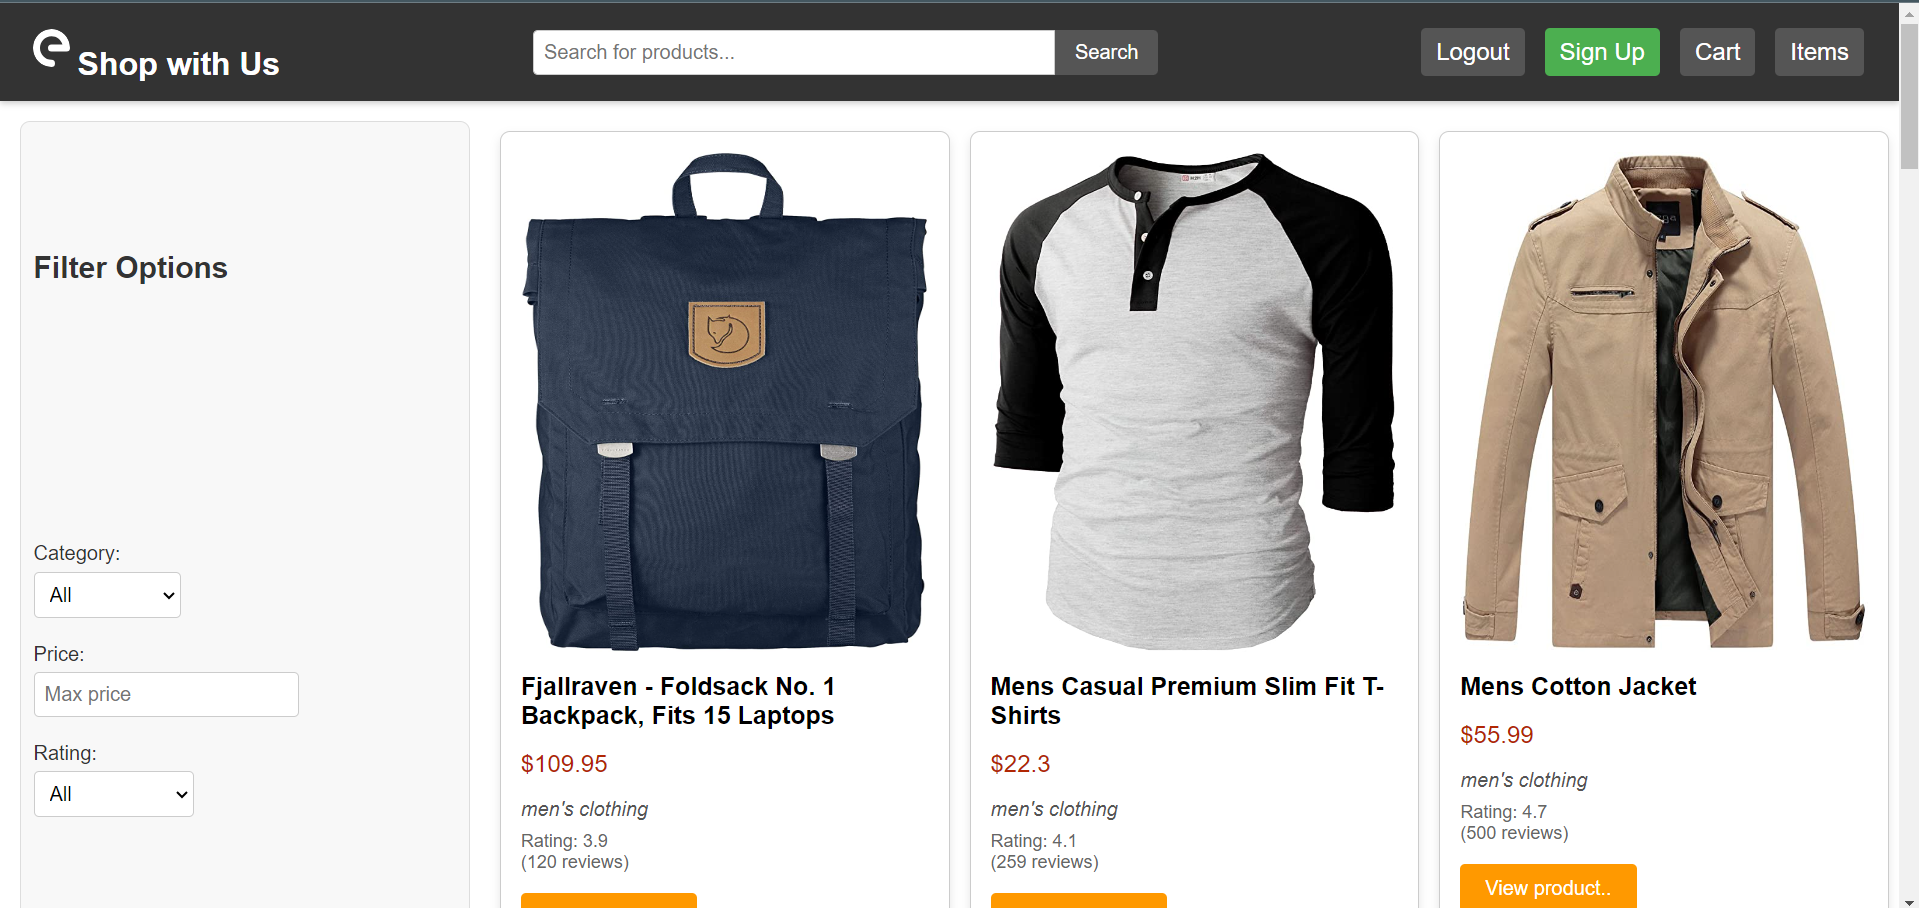 Shop with Us
Search for products...
Search
Logout
Sign Up
Cart
Items
Filter Options
Category:
All
Price:
Max price
Rating:
All
Fjallraven - Foldsack No. 1
Backpack, Fits 15 Laptops
$109.95
men's clothing
Rating: 3.9
(120 reviews)
Mens Casual Premium Slim Fit T-
Shirts
$22.3
men's clothing
Rating: 4.1
(259 reviews)
Mens Cotton Jacket
$55.99
men's clothing
Rating: 4.7
(500 reviews)
View product..